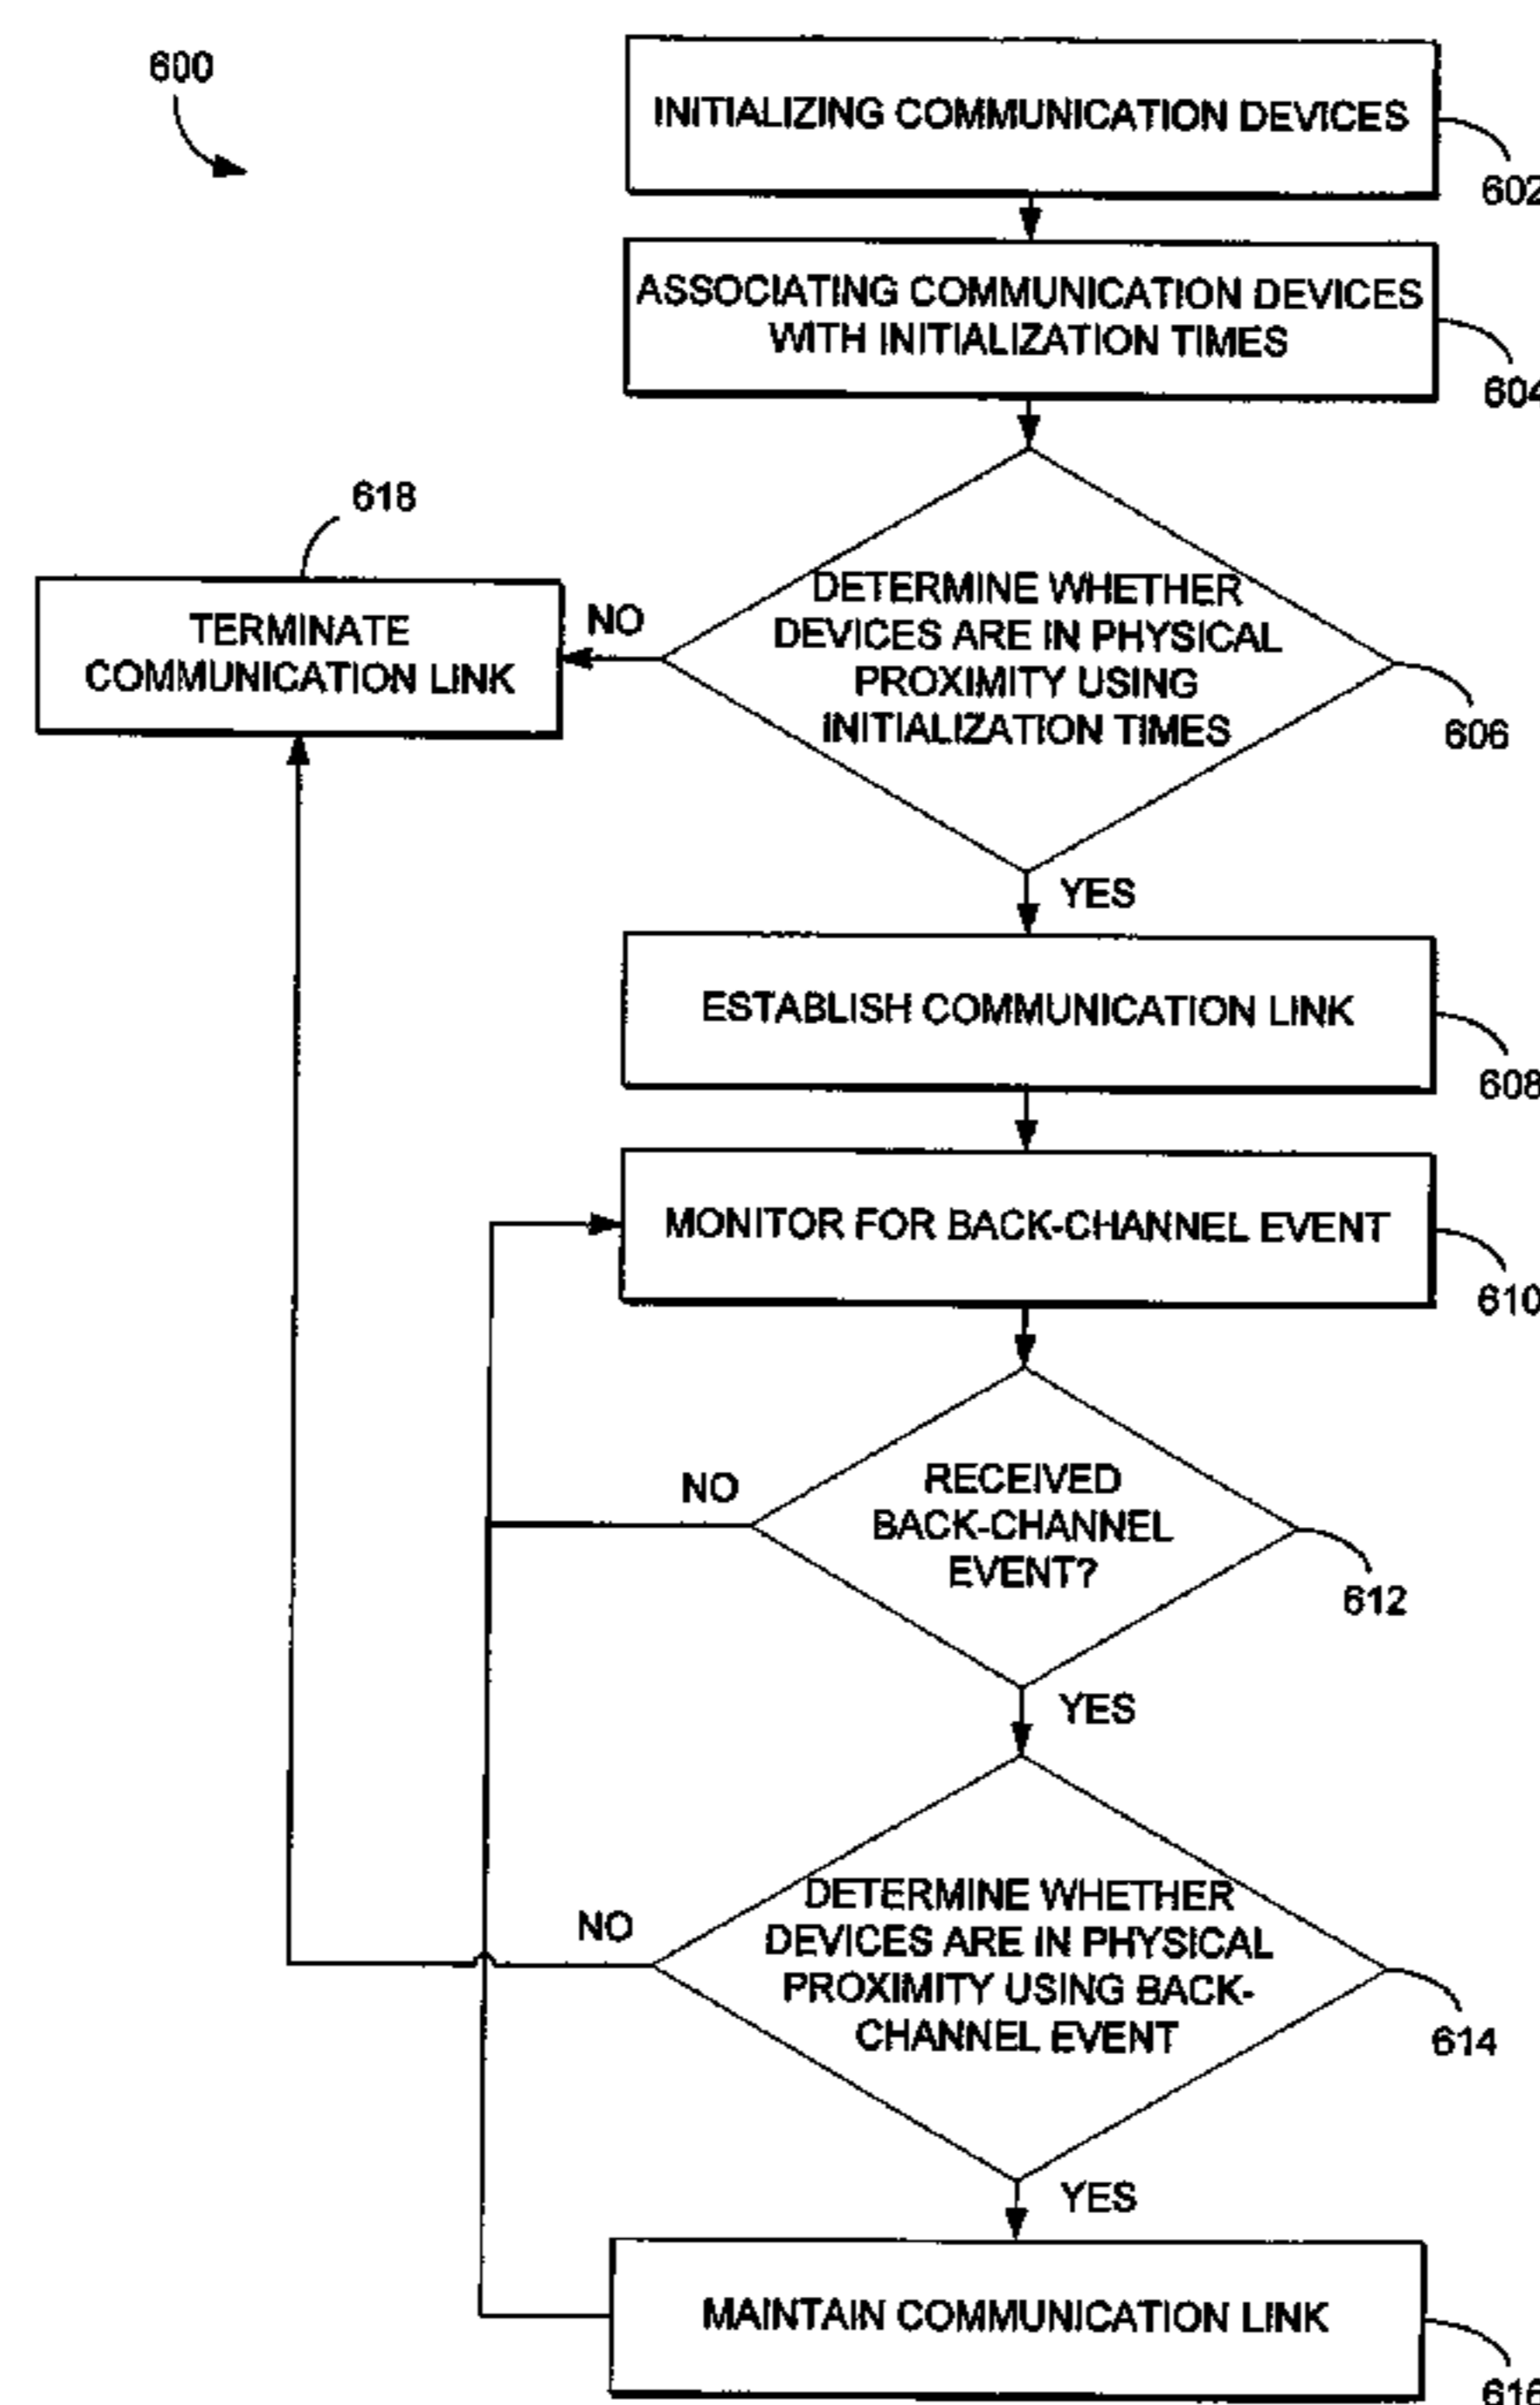 600
INITIALIZING COMMUNICATION DEVICES
602
ASSOCIATING COMMUNICATION DEVICES
WITH INITIALIZATION TIMES
604
618
TERMINATE
COMMUNICATION LINK
NO
DETERMINE WHETHER
DEVICES ARE IN PHYSICAL
PROXIMITY USING
INITIALIZATION TIMES
606
YES
ESTABLISH COMMUNICATION LINK
608
MONITOR FOR BACK-CHANNEL EVENT
610
NO
RECEIVED
BACK-CHANNEL
EVENT?
612
YES
NO
DETERMINE WHETHER
DEVICES ARE IN PHYSICAL
PROXIMITY USING BACK-
CHANNEL EVENT
614
YES
MAINTAIN COMMUNICATION LINK
616